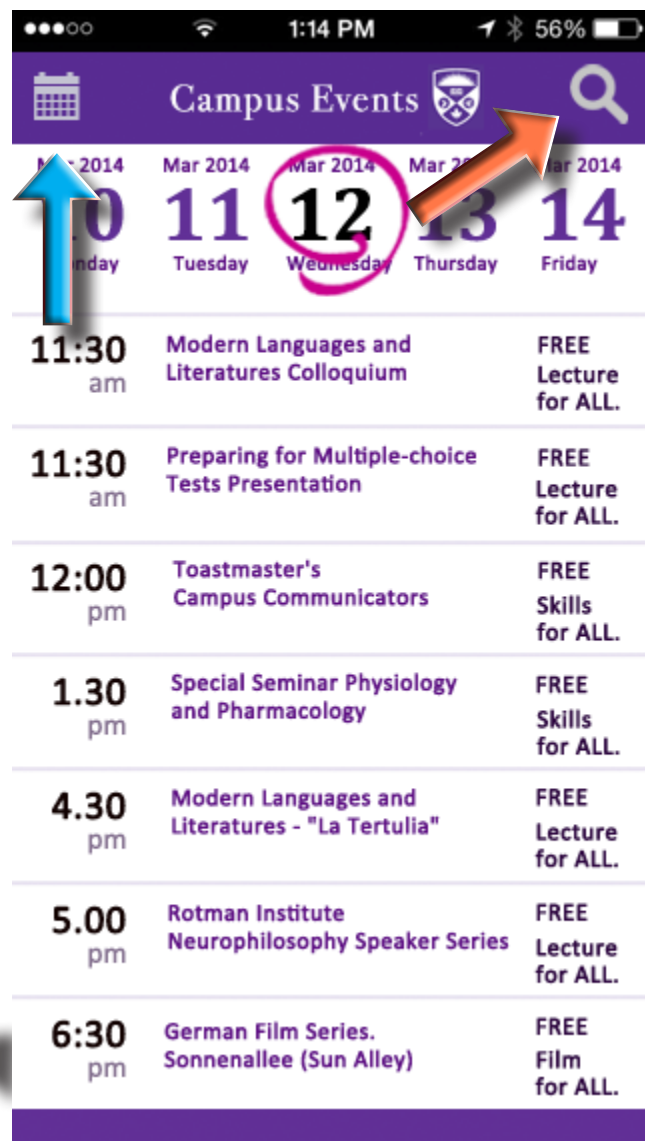 1:14 PM 56%
Campus Events
Mar 2014 Mar 2014 Mar 2014 Mar 2014
11 12 13 14
Tuesday Wednesday Thursday Friday
11:30 Modern Languages and FREE
am Literatures Colloquium Lecture
for ALL.
11:30 Preparing for Multiple-choice FREE
am Tests Presentation Lecture
for ALL.
12:00 Toastmaster's FREE
pm Campus Communicators Skills
for ALL.
1.30 Special Seminar Physiology FREE
pm and Pharmacology Skills
for ALL.
4.30 Modern Languages and FREE
pm Literatures - "La Tertulia" Lecture
for ALL.
5.00 Rotman Institute FREE
pm Neurophilosophy Speaker Series Lecture
for ALL.
6:30 German Film Series. FREE
pm Sonnenallee (Sun Alley) Film
for ALL.